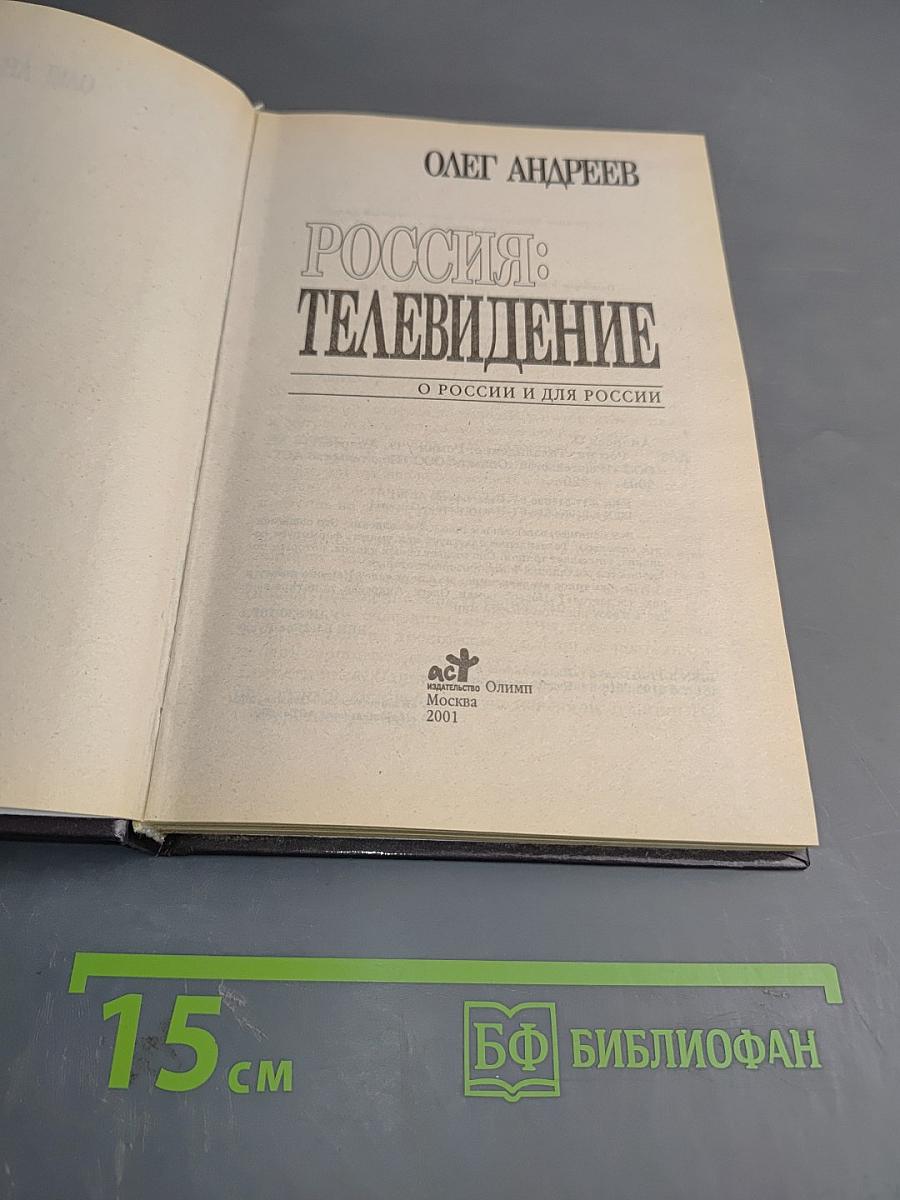 ОЛЕГ АНДРЕЕВ
РОССИЯ:
ТЕЛЕВИДЕНИЕ
О РОССИИ И ДЛЯ РОССИИ
аст
ИЗДАТЕЛЬСТВО Олимп
Москва
2001
15 см
БФ БИБЛИОФАН